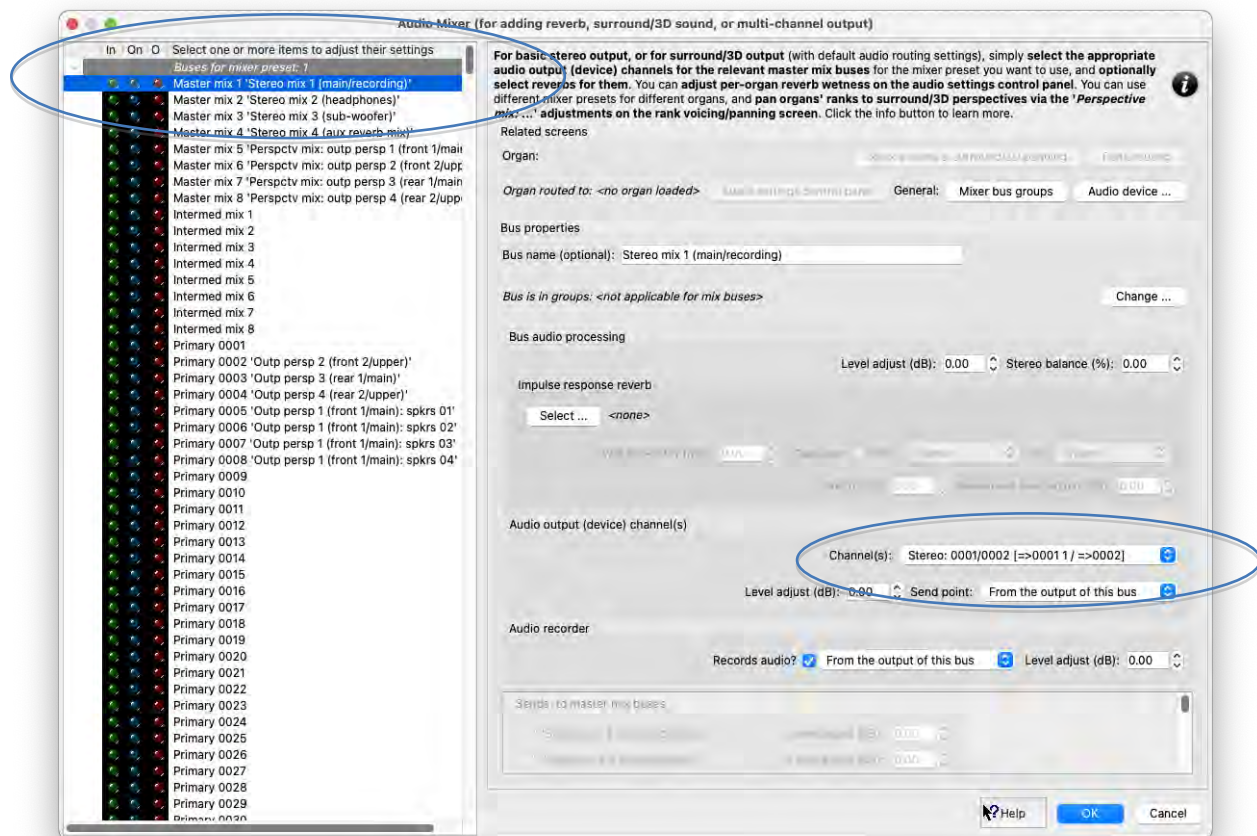 Audio Mixer (for adding reverb, surround/3D sound, or multi-channel output)
In On O Select one or more items to adjust their settings
Buses for mixer preset: 1
Master mix 1 'Stereo mix 1 (main/recording)'
Master mix 2 'Stereo mix 2 (headphones)'
Master mix 3 'Stereo mix 3 (sub-woofer)'
Master mix 4 'Stereo mix 4 (aux reverb mix)'
Master mix 5 'Perspctv mix: outp persp 1 (front 1/main
Master mix 6 'Perspctv mix: outp persp 2 (front 2/upp
Master mix 7 'Perspctv mix: outp persp 3 (rear 1/main
Master mix 8 'Perspctv mix: outp persp 4 (rear 2/uppe
Intermed mix 1
Intermed mix 2
Intermed mix 3
Intermed mix 4
Intermed mix 5
Intermed mix 6
Intermed mix 7
Intermed mix 8
Primary 0001
Primary 0002 'Outp persp 2 (front 2/upper)'
Primary 0003 'Outp persp 3 (rear 1/main)'
Primary 0004 'Outp persp 4 (rear 2/upper)'
Primary 0005 'Outp persp 1 (front 1/main): spkrs 01'
Primary 0006 'Outp persp 1 (front 1/main): spkrs 02'
Primary 0007 'Outp persp 1 (front 1/main): spkrs 03'
Primary 0008 'Outp persp 1 (front 1/main): spkrs 04'
Primary 0009
Primary 0010
Primary 0011
Primary 0012
Primary 0013
Primary 0014
Primary 0015
Primary 0016
Primary 0017
Primary 0018
Primary 0019
Primary 0020
Primary 0021
Primary 0022
Primary 0023
Primary 0024
Primary 0025
Primary 0026
Primary 0027
Primary 0028
Primary 0029
Primary 0030
For basic stereo output, or for surround/3D output (with default audio routing settings), simply select the appropriate
audio output (device) channels for the relevant master mix buses for the mixer preset you want to use, and optionally
select reverbs for them. You can adjust per-organ reverb wetness on the audio settings control panel. You can use
different mixer presets for different organs, and pan organs' ranks to surround/3D perspectives via the 'Perspective
mix: ...' adjustments on the rank voicing/panning screen. Click the info button to learn more.
Related screens
Organ:
Organ routed to: <no organ loaded> Audio settings control panel General: Mixer bus groups Audio device ...
Bus properties
Bus name (optional): Stereo mix 1 (main/recording)
Bus is in groups: <not applicable for mix buses> Change ...
Bus audio processing
Level adjust (dB): 0.00 Stereo balance (%): 0.00
Impulse response reverb
Select ... <none>
Audio output (device) channel(s)
Channel(s): Stereo: 0001/0002 [=>0001 1 / =>0002]
Level adjust (dB): 0.00 Send point: From the output of this bus
Audio recorder
Records audio? From the output of this bus Level adjust (dB): 0.00
Sends to master mix buses
? Help OK Cancel